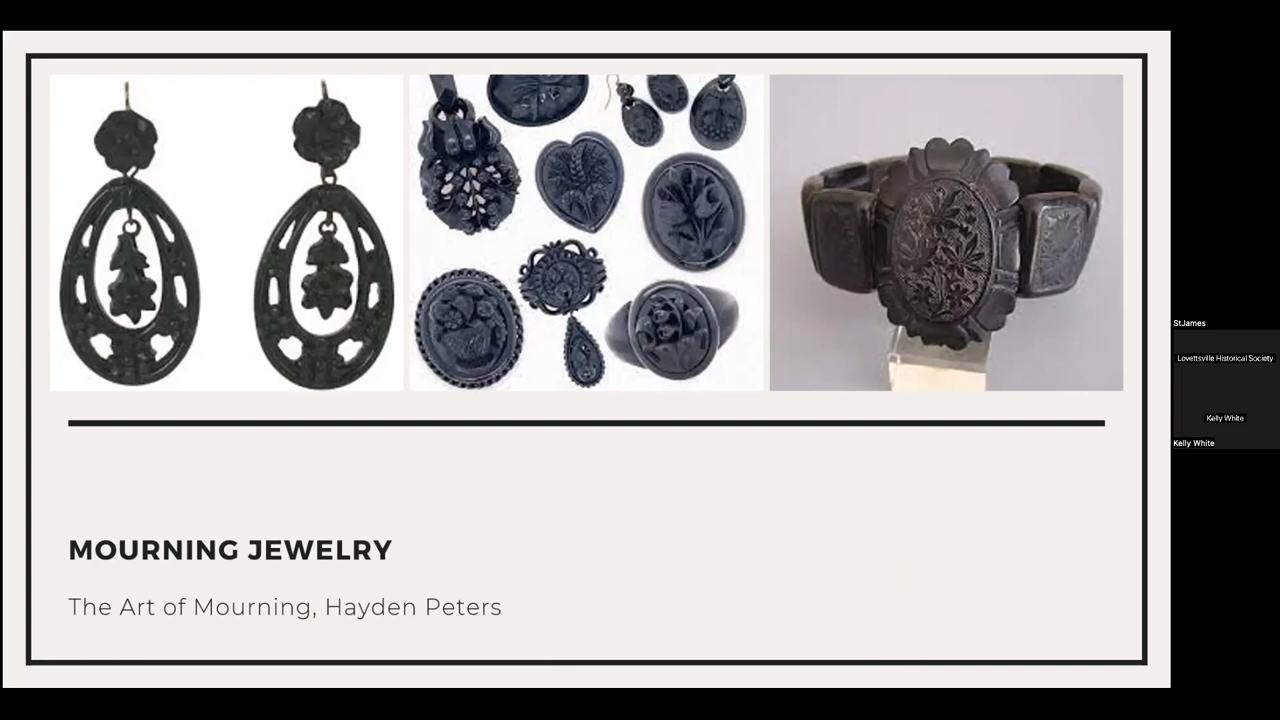 MOURNING JEWELRY
The Art of Mourning, Hayden Peters
StJames
Lovettsville Historical Society
Kelly White
Kelly White